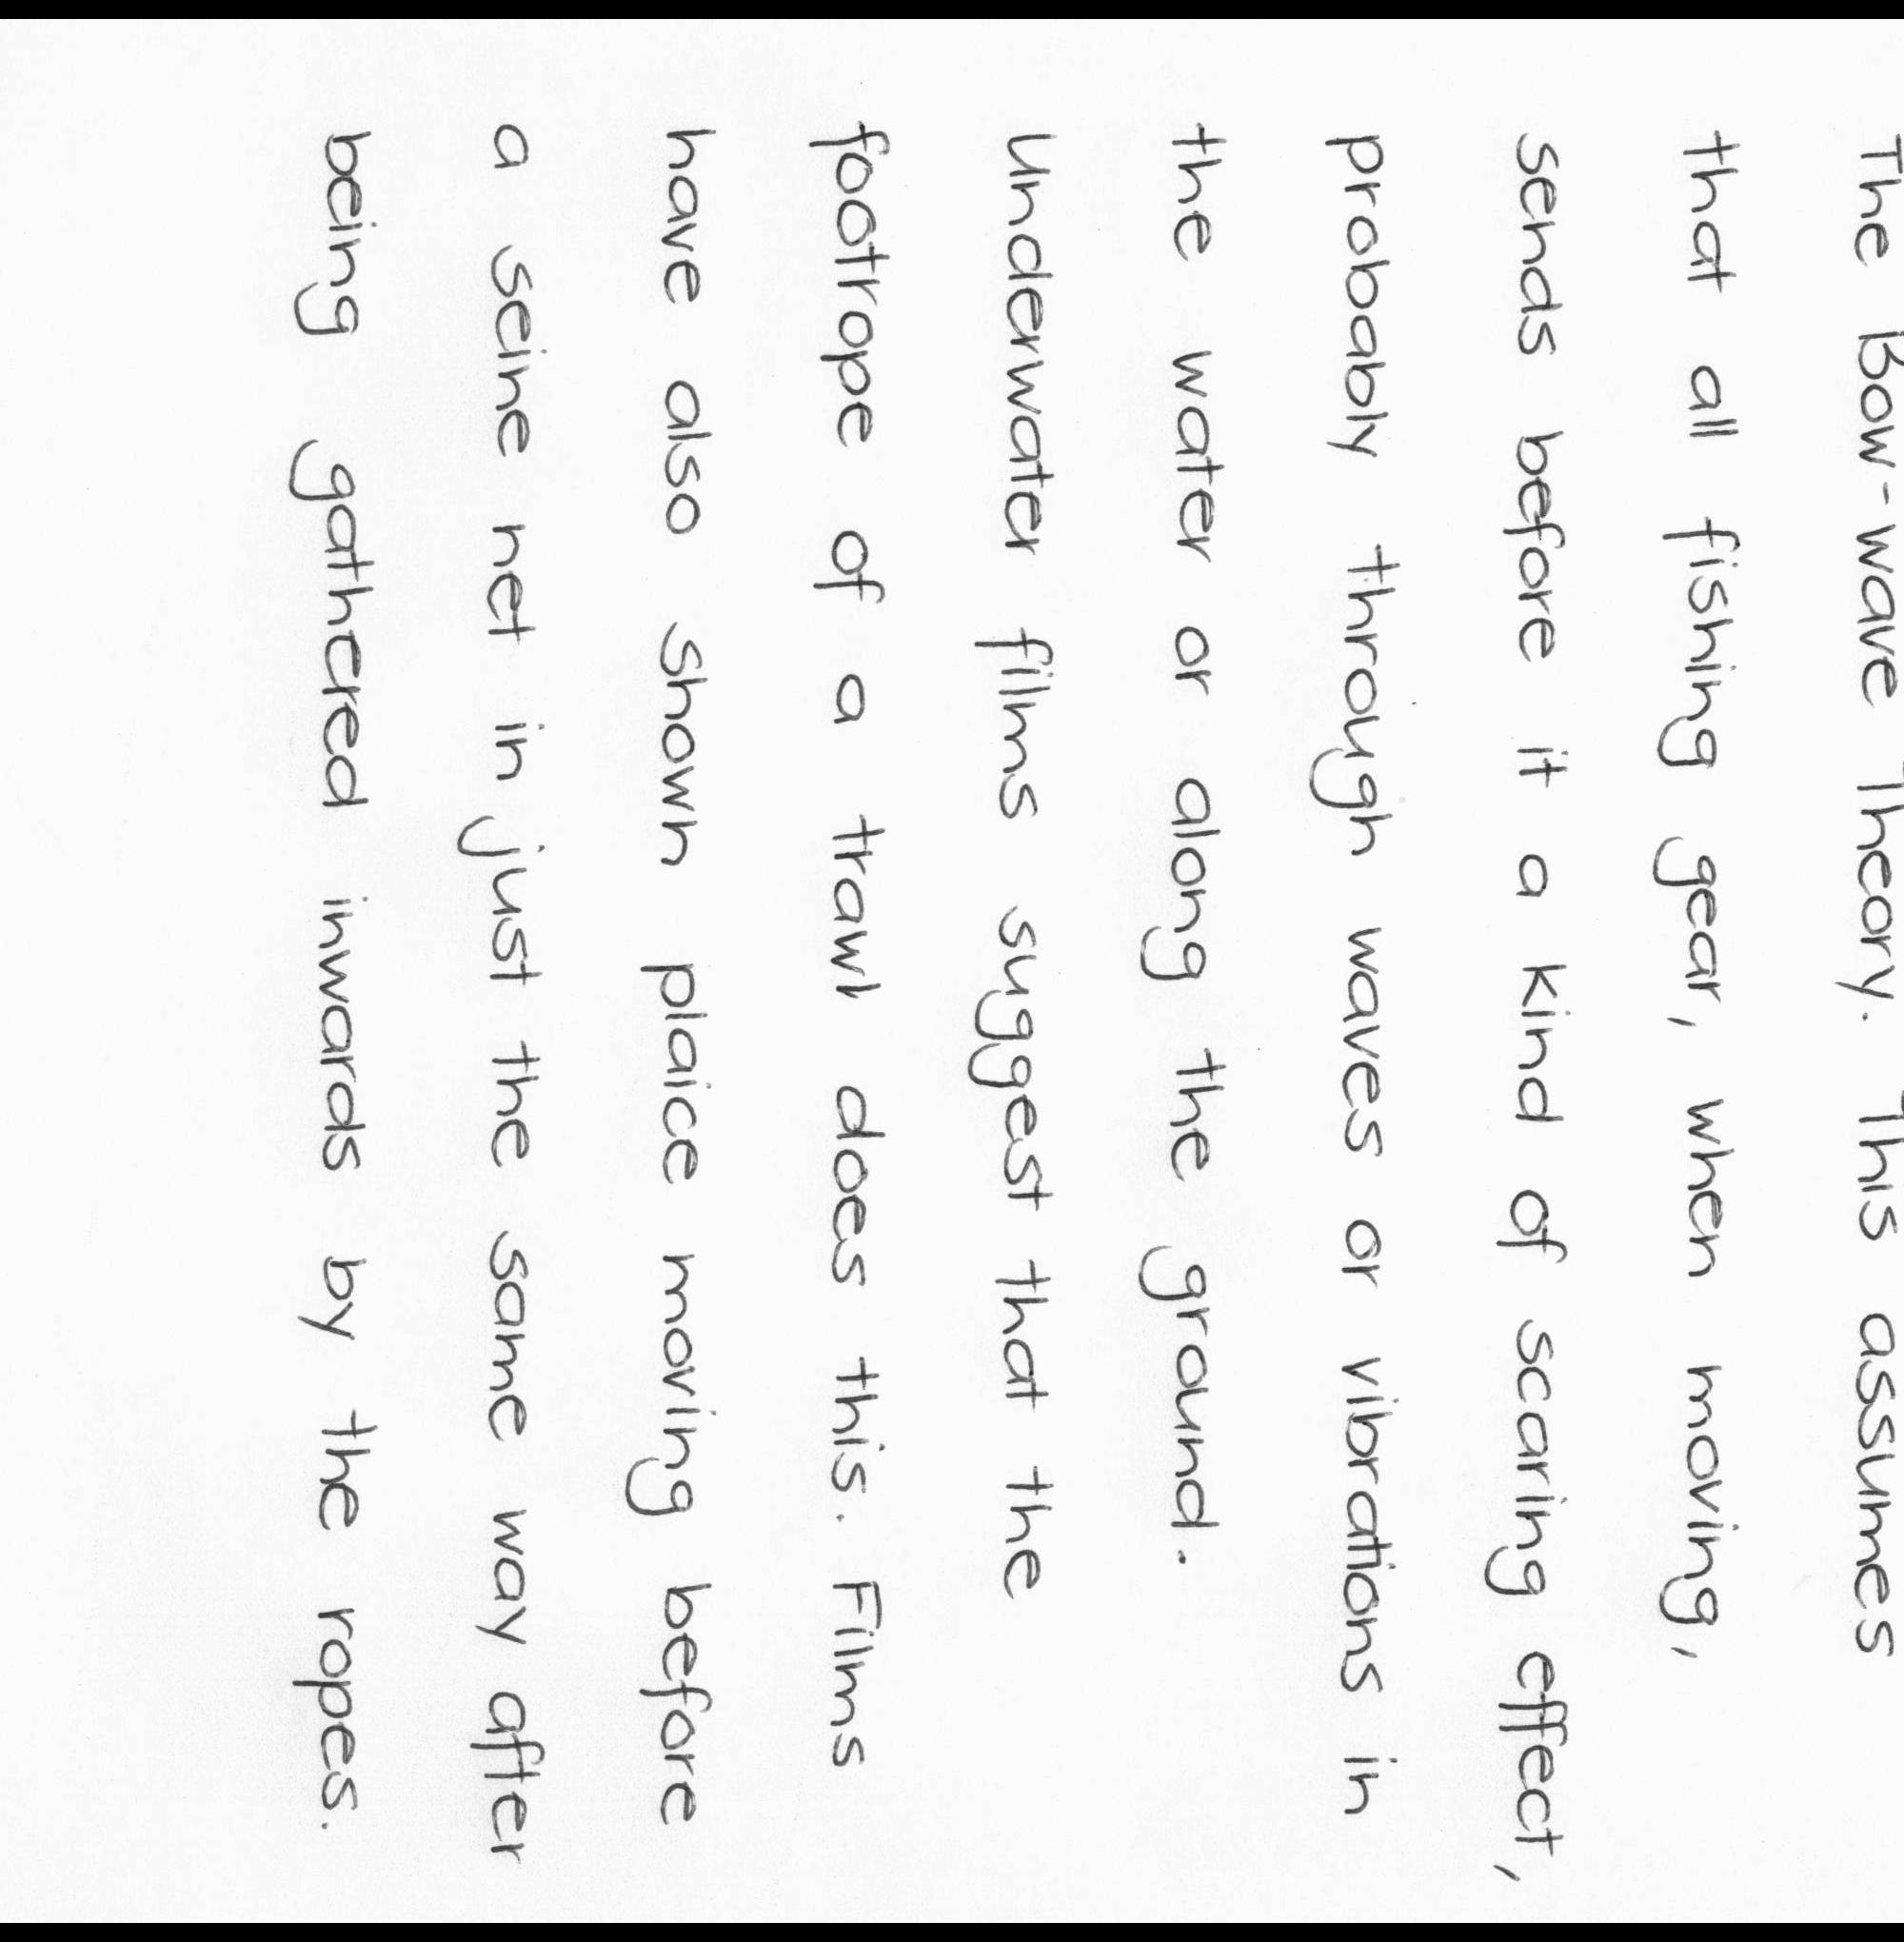 The Bow-wave Theory. This assumes
that all fishing gear, when moving,
sends before it a kind of scaring effect,
probably through waves or vibrations in
the water or along the ground.
Underwater films suggest that the
footrope of a trawl does this. Films
have also shown plaice moving before
a seine net in just the same way after
being gathered inwards by the ropes.